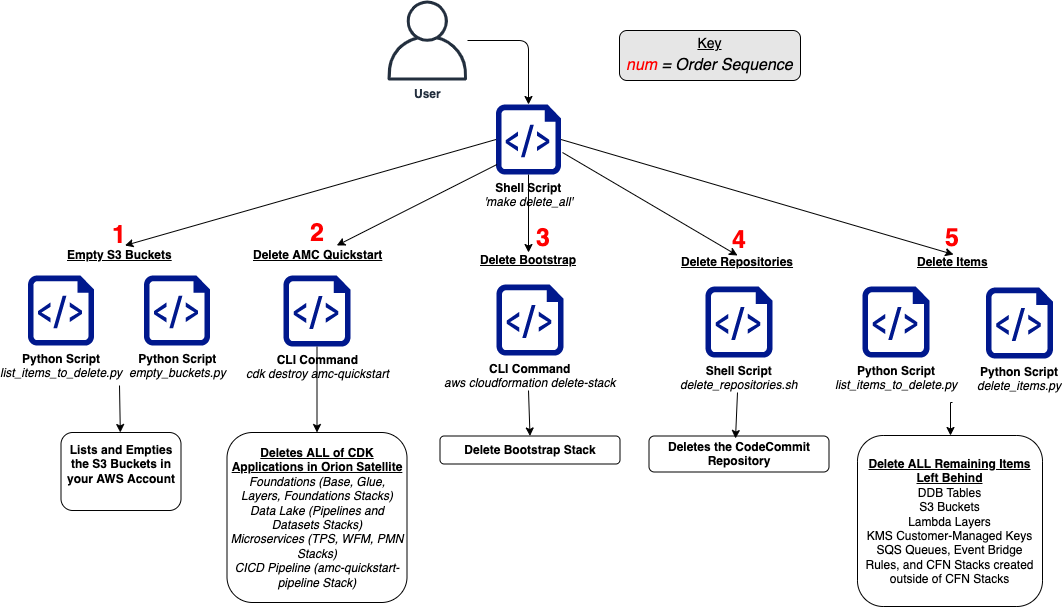 Key
num = Order Sequence
User
</>
Shell Script
'make delete_all'
1
Empty S3 Buckets
</>
Python Script
list_items_to_delete.py
</>
Python Script
empty_buckets.py
Lists and Empties
the S3 Buckets in
your AWS Account
2
Delete AMC Quickstart
</>
CLI Command
cdk destroy amc-quickstart
Deletes ALL of CDK
Applications in Orion Satellite
Foundations (Base, Glue,
Layers, Foundations Stacks)
Data Lake (Pipelines and
Datasets Stacks)
Microservices (TPS, WFM, PMN
Stacks)
CICD Pipeline (amc-quickstart-
pipeline Stack)
3
Delete Bootstrap
</>
CLI Command
aws cloudformation delete-stack
Delete Bootstrap Stack
4
Delete Repositories
</>
Shell Script
delete_repositories.sh
Deletes the CodeCommit
Repository
5
Delete Items
</>
Python Script
list_items_to_delete.py
</>
Python Script
delete_items.py
Delete ALL Remaining Items
Left Behind
DDB Tables
S3 Buckets
Lambda Layers
KMS Customer-Managed Keys
SQS Queues, Event Bridge
Rules, and CFN Stacks created
outside of CFN Stacks